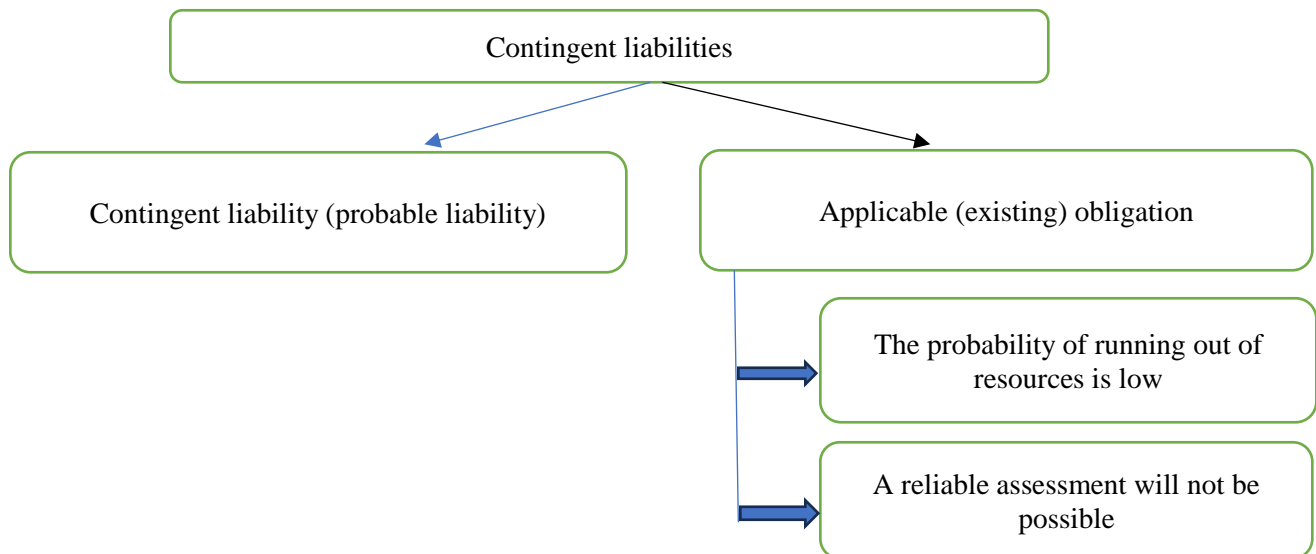 Contingent liabilities
Contingent liability (probable liability)
Applicable (existing) obligation
The probability of running out of
resources is low
A reliable assessment will not be
possible